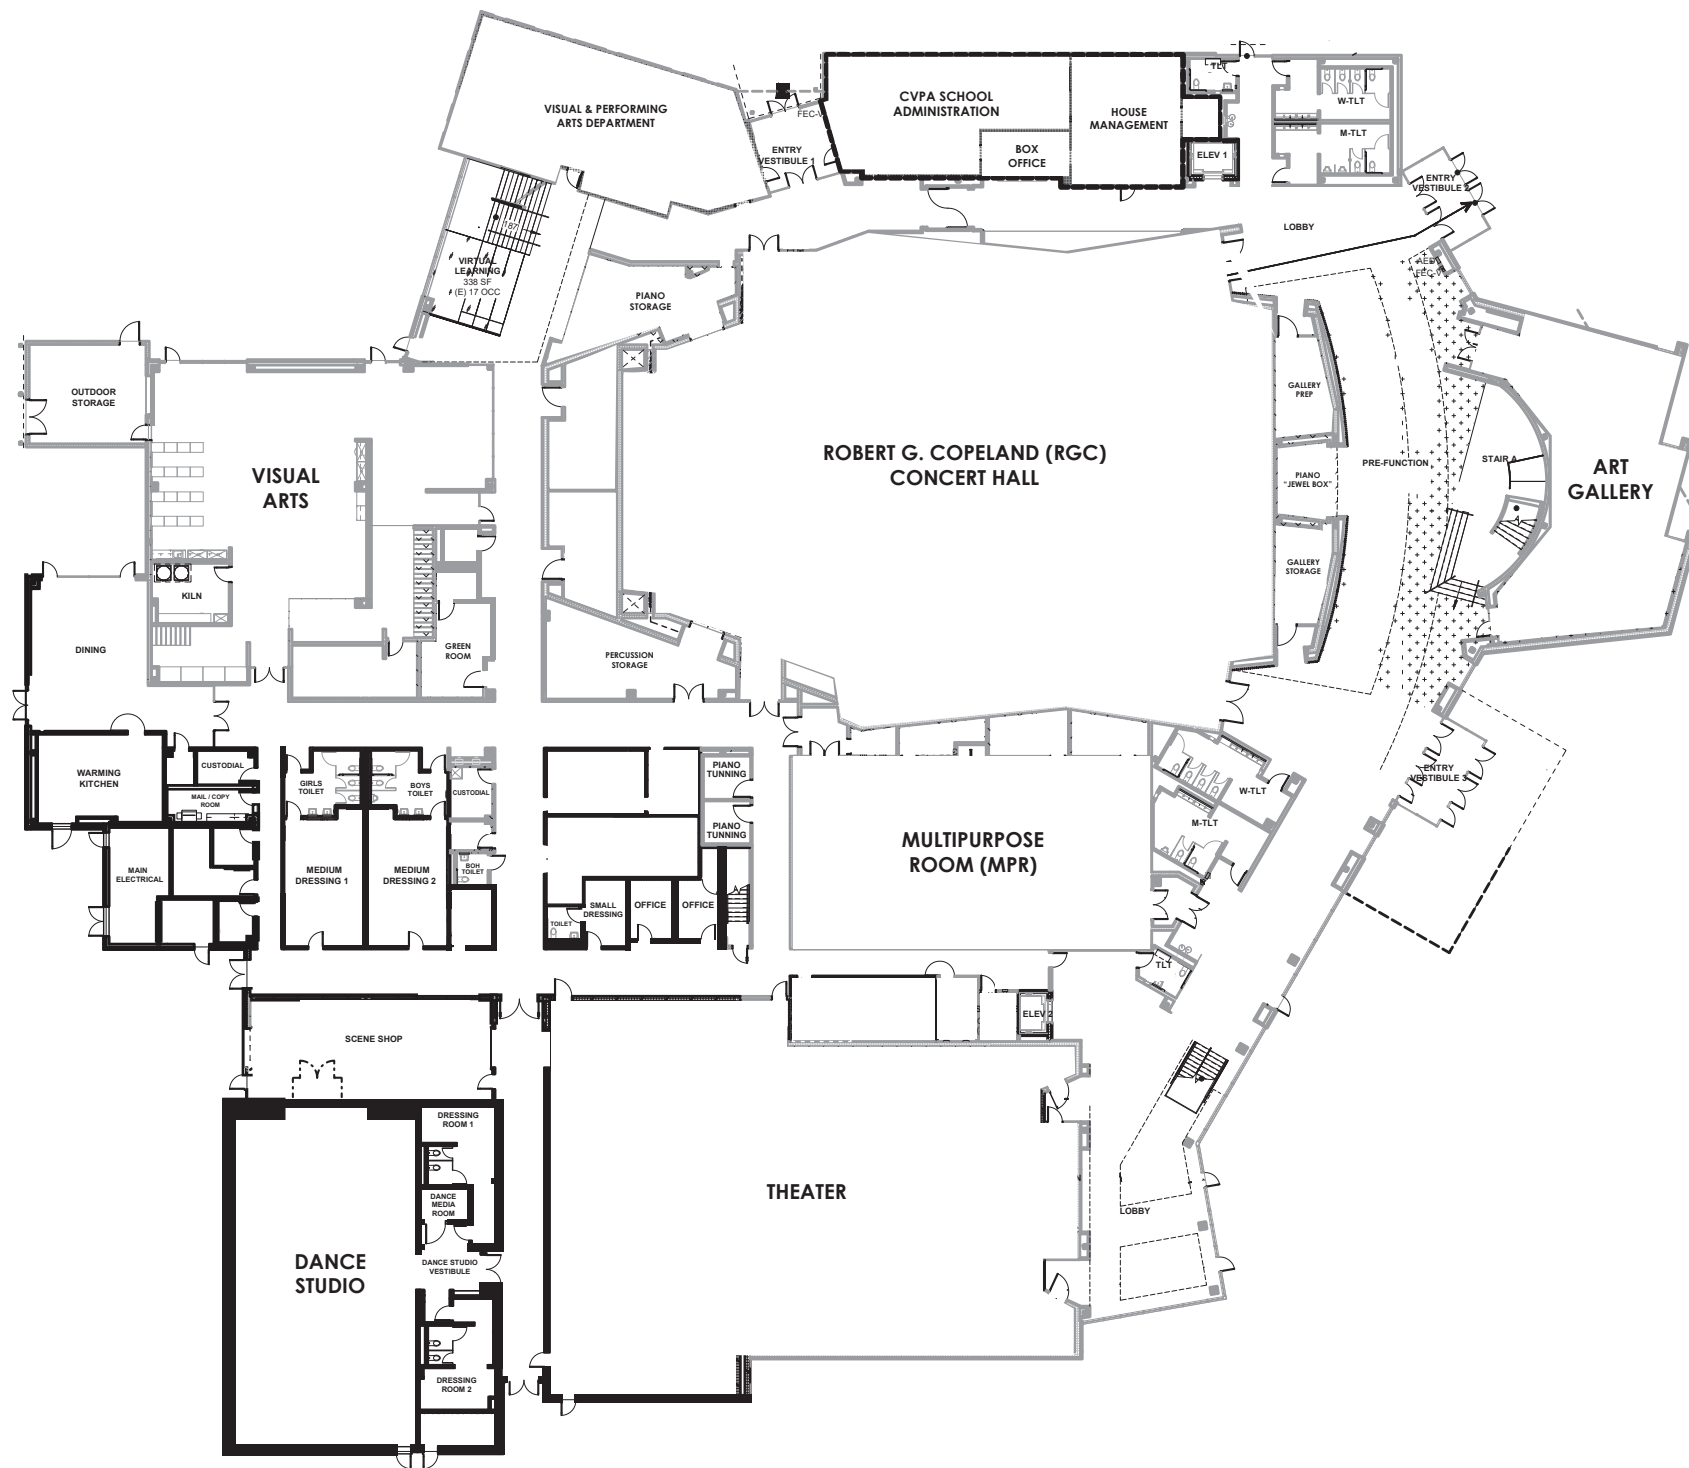 VISUAL & PERFORMING
ARTS DEPARTMENT
FEC-V
ENTRY
VESTIBULE 1
CVPA SCHOOL
ADMINISTRATION
BOX
OFFICE
HOUSE
MANAGEMENT
TLT
ELEV 1
W-TLT
M-TLT
ENTRY
VESTIBULE 2
LOBBY
AED
FEC-V
187
VIRTUAL
LEARNING
338 SF
(E) 17 OCC
PIANO
STORAGE
OUTDOOR
STORAGE
VISUAL
ARTS
KILN
GREEN
ROOM
DINING
ROBERT G. COPELAND (RGC)
CONCERT HALL
GALLERY
PREP
PIANO
"JEWEL BOX"
GALLERY
STORAGE
PRE-FUNCTION
STAIR A
ART
GALLERY
PERCUSSION
STORAGE
WARMING
KITCHEN
CUSTODIAL
MAIL / COPY
ROOM
MAIN
ELECTRICAL
GIRLS
TOILET
BOYS
TOILET
CUSTODIAL
MEDIUM
DRESSING 1
MEDIUM
DRESSING 2
BOH
TOILET
PIANO
TUNNING
PIANO
TUNNING
TOILET
SMALL
DRESSING
OFFICE
OFFICE
MULTIPURPOSE
ROOM (MPR)
W-TLT
M-TLT
TLT
ENTRY
VESTIBULE 3
ELEV 2
SCENE SHOP
DRESSING
ROOM 1
DANCE
MEDIA
ROOM
DANCE STUDIO
VESTIBULE
DANCE
STUDIO
DRESSING
ROOM 2
THEATER
LOBBY